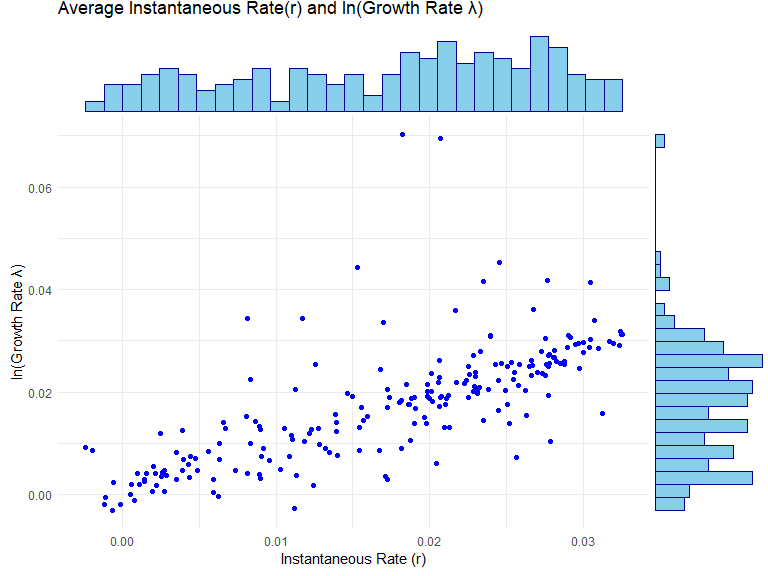 Average Instantaneous Rate(r) and ln(Growth Rate λ)
ln(Growth Rate λ)
0.06
0.04
0.02
0.00
0.00 0.01 0.02 0.03
Instantaneous Rate (r)